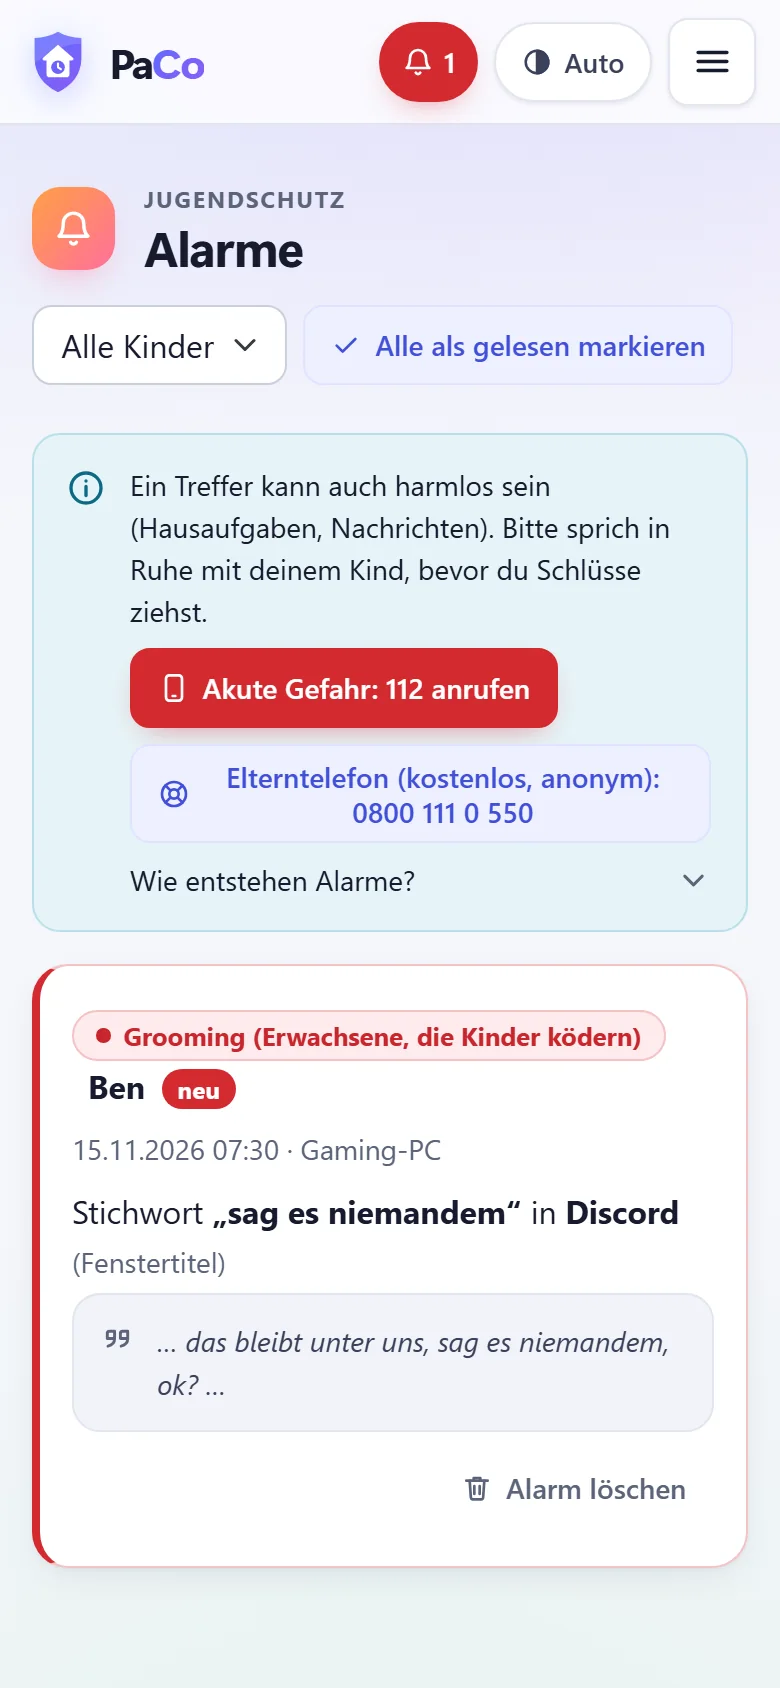 PaCo
1
Auto
JUGENDSCHUTZ
Alarme
Alle Kinder
Alle als gelesen markieren
Ein Treffer kann auch harmlos sein
(Hausaufgaben, Nachrichten). Bitte sprich in
Ruhe mit deinem Kind, bevor du Schlüsse
ziehst.
Akute Gefahr: 112 anrufen
Elterntelefon (kostenlos, anonym):
0800 111 0 550
Wie entstehen Alarme?
Grooming (Erwachsene, die Kinder ködern)
Ben neu
15.11.2026 07:30 · Gaming-PC
Stichwort „sag es niemandem“ in Discord
(Fenstertitel)
... das bleibt unter uns, sag es niemandem,
ok? ...
Alarm löschen